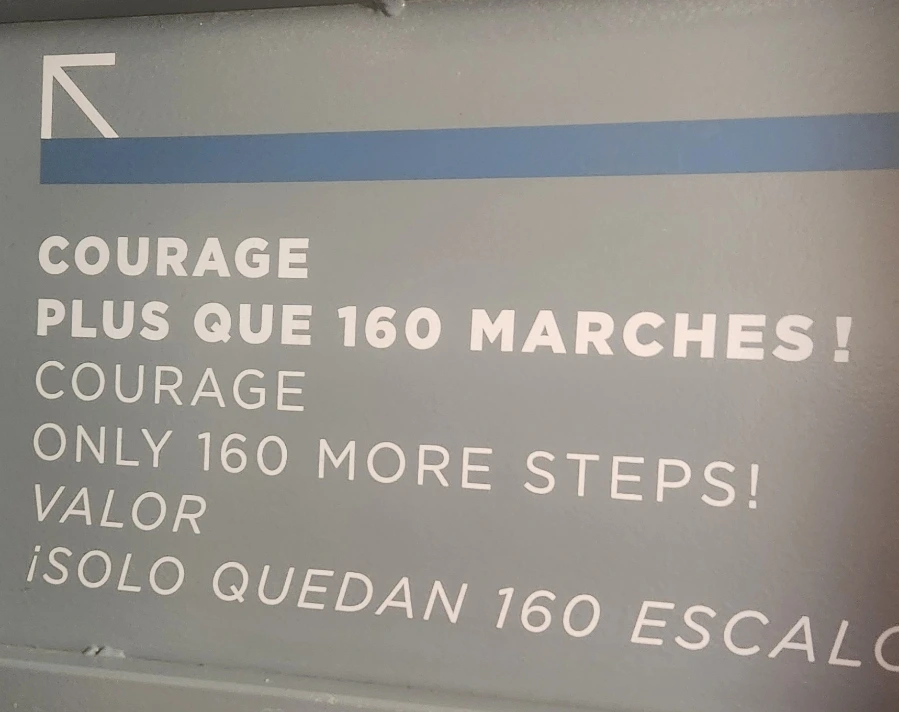 COURAGE
PLUS QUE 160 MARCHES !
COURAGE
ONLY 160 MORE STEPS!
VALOR
¡SOLO QUEDAN 160